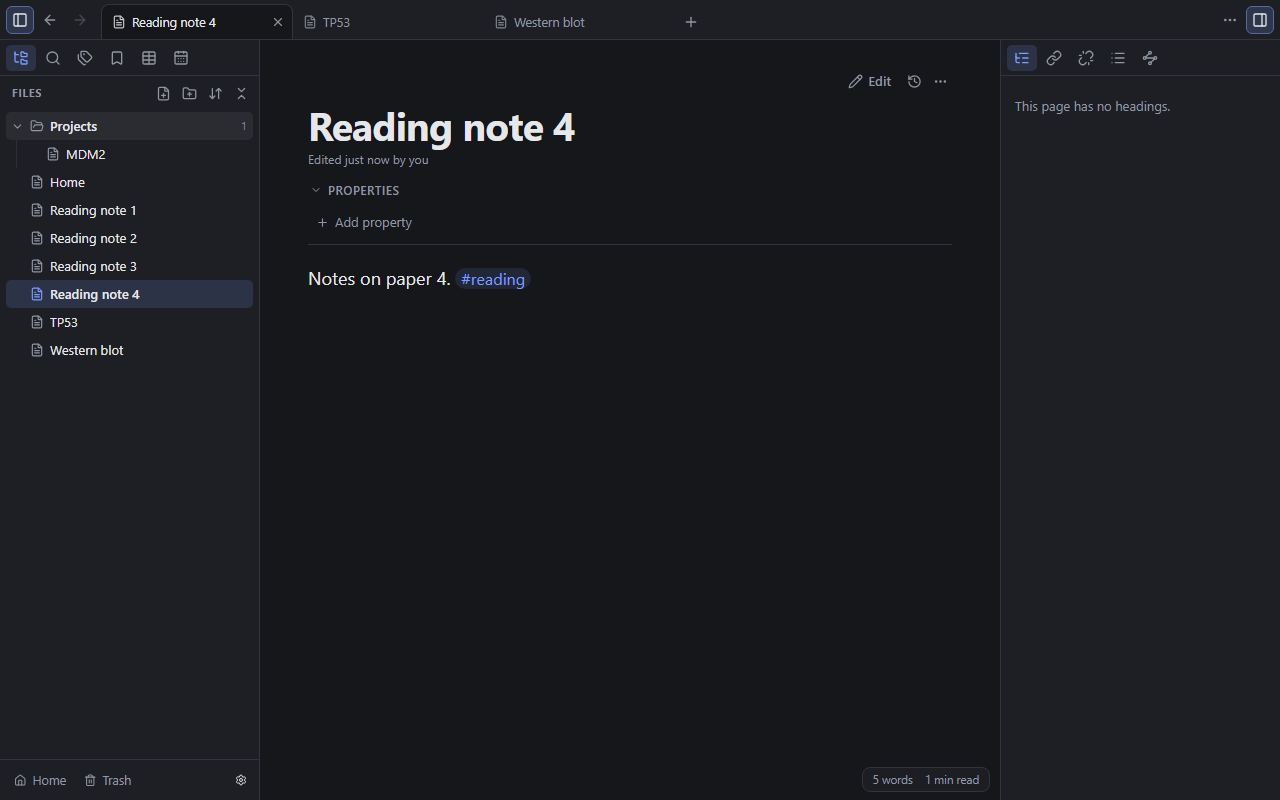 Reading note 4
TP53
Western blot
FILES
Projects 1
MDM2
Home
Reading note 1
Reading note 2
Reading note 3
Reading note 4
TP53
Western blot
Home Trash
Edit
Reading note 4
Edited just now by you
PROPERTIES
Add property
Notes on paper 4. #reading
5 words 1 min read
This page has no headings.